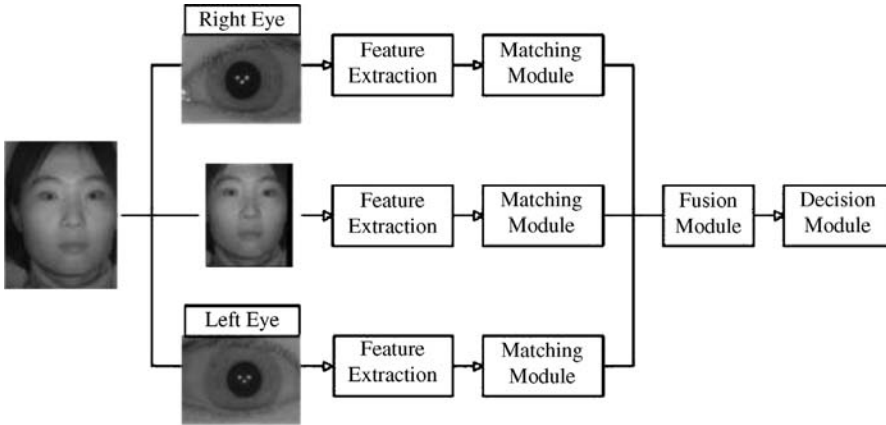 Right Eye
Feature
Extraction
Matching
Module
Feature
Extraction
Matching
Module
Fusion
Module
Decision
Module
Left Eye
Feature
Extraction
Matching
Module